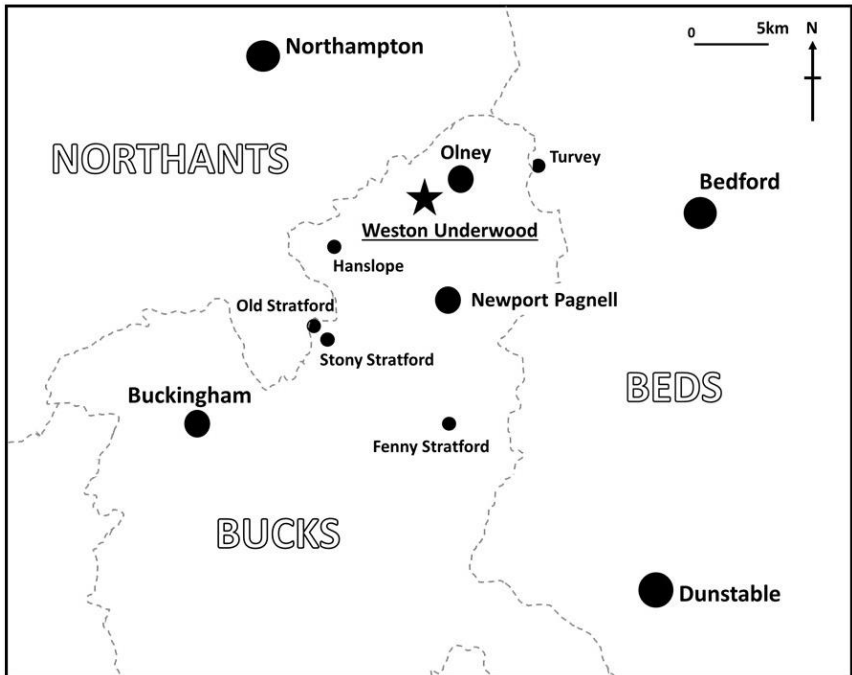 Northampton
0 5km
N
NORTHANTS
Olney
Turvey
Bedford
Weston Underwood
Hanslope
Old Stratford
Newport Pagnell
Stony Stratford
Buckingham
BEDS
Fenny Stratford
BUCKS
Dunstable